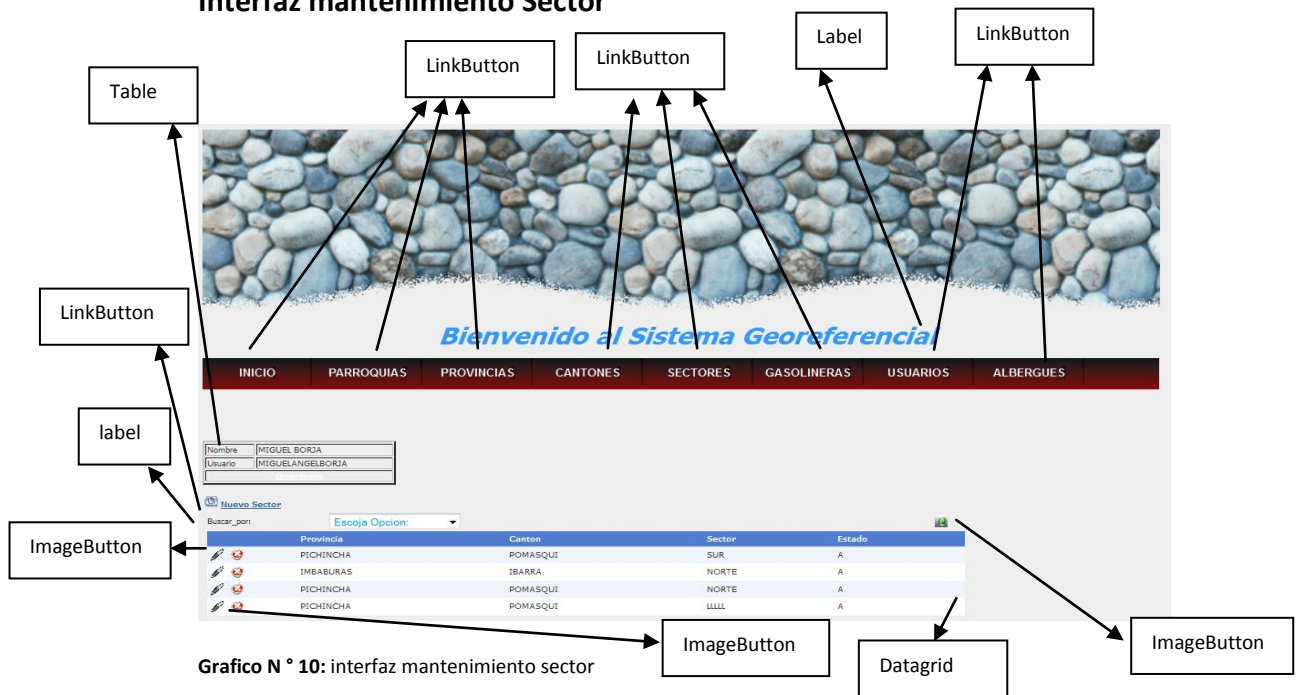 Interfaz mantenimiento Sector
Label
LinkButton
LinkButton
LinkButton
Table
LinkButton
Bienvenido al Sistema Georeferencial
INICIO PARROQUIAS PROVINCIAS CANTONES SECTORES GASOLINERAS USUARIOS ALBERGUES
label
Nombre MIGUEL BORJA
Usuario MIGUELANGELBORJA
Nuevo Sector
Buscar_por: Escoja Opcion:
ImageButton
Provincia Canton Sector Estado
PICHINCHA POMASQUI SUR A
IMBABURAS IBARRA NORTE A
PICHINCHA POMASQUI NORTE A
PICHINCHA POMASQUI LLLLL A
ImageButton
Datagrid
ImageButton
Grafico N ° 10: interfaz mantenimiento sector